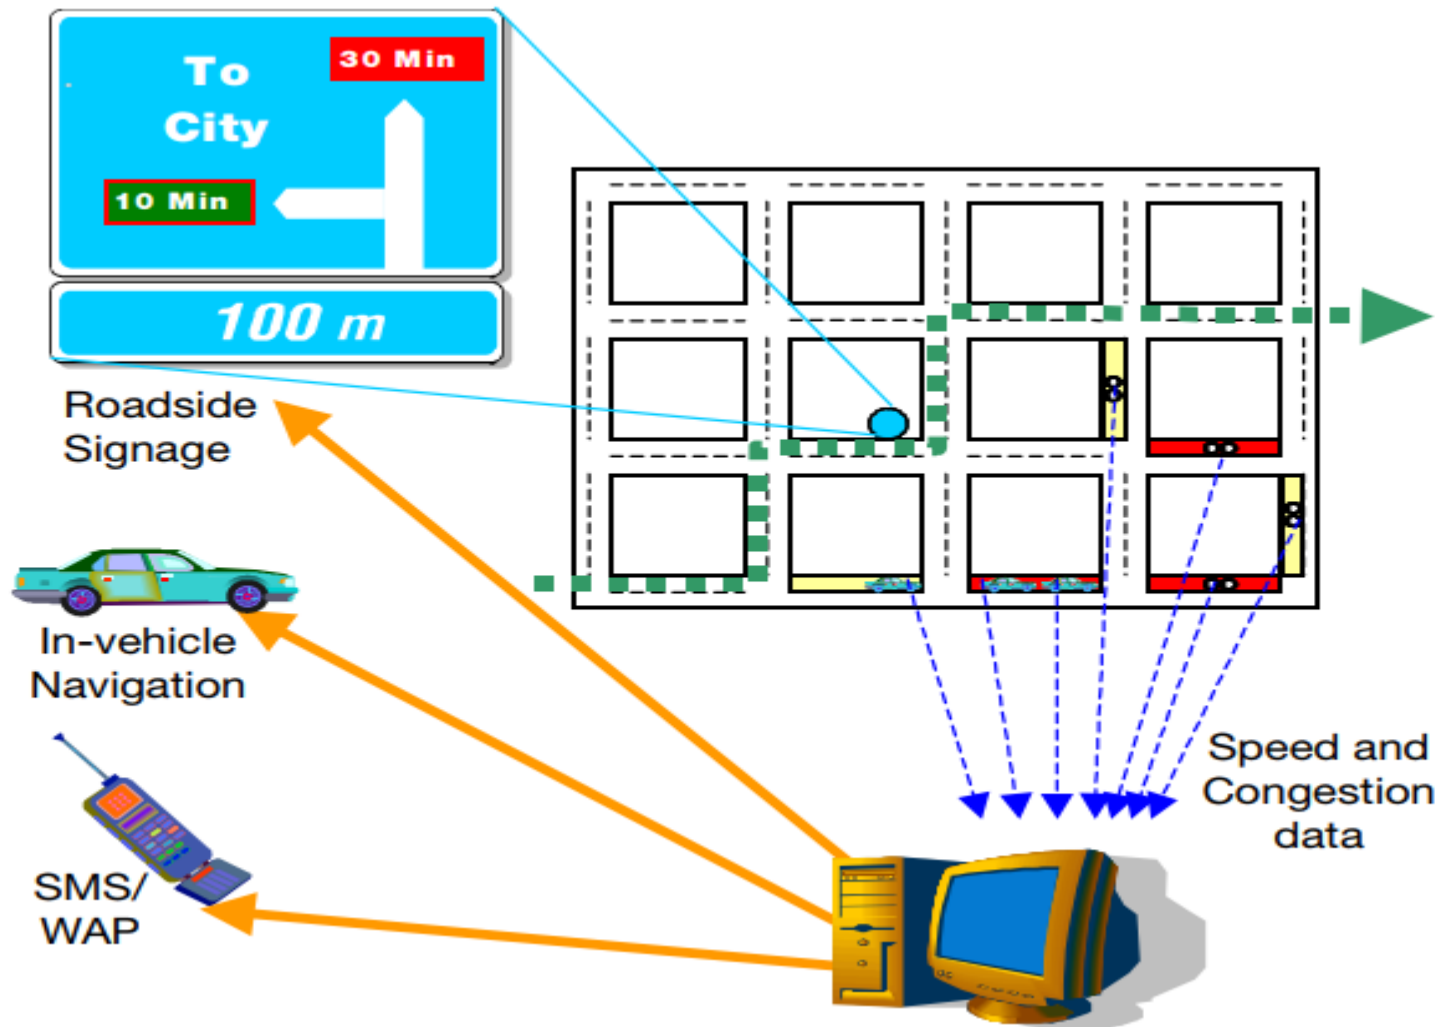 To
City
30 Min
10 Min
100 m
Roadside
Signage
In-vehicle
Navigation
SMS/
WAP
Speed and
Congestion
data